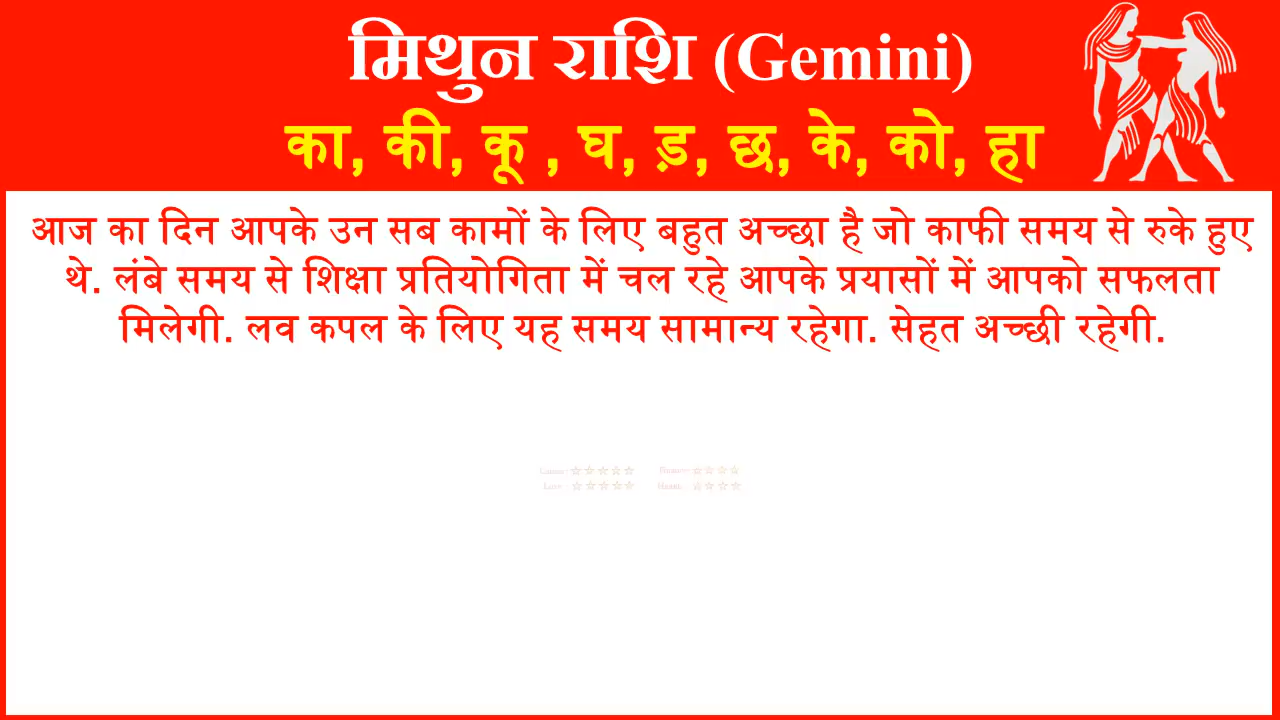 मिथुन राशि (Gemini)
का, की, कू , घ, ड़, छ, के, को, हा
आज का दिन आपके उन सब कामों के लिए बहुत अच्छा है जो काफी समय से रुके हुए
थे. लंबे समय से शिक्षा प्रतियोगिता में चल रहे आपके प्रयासों में आपको सफलता
मिलेगी. लव कपल के लिए यह समय सामान्य रहेगा. सेहत अच्छी रहेगी.